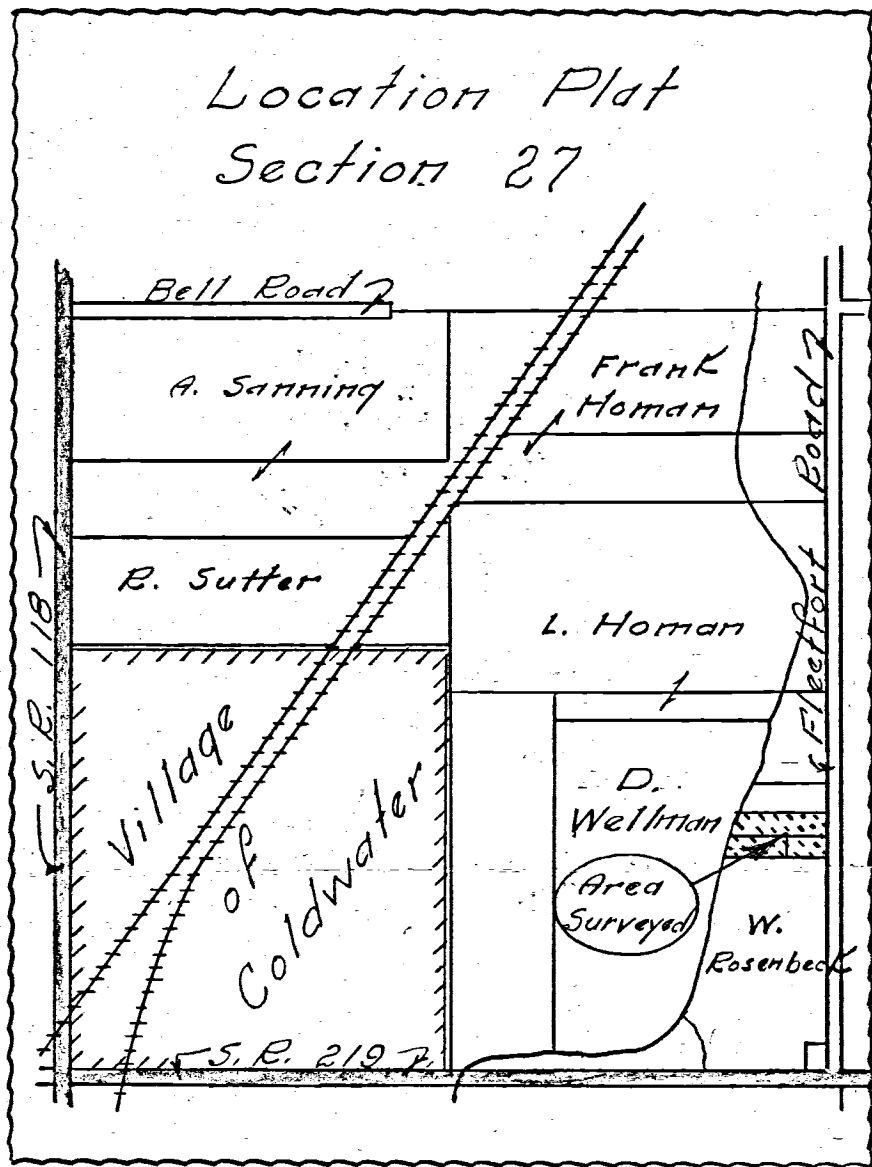 Location Plat
Section 27
Bell Road
A. Sanning
Frank
Homan
Fleetfort Road
S.R. 118
R. Sutter
L. Homan
Village
of
Coldwater
D.
Wellman
Area
Surveyed
W.
Rosenbeck
S.R. 219